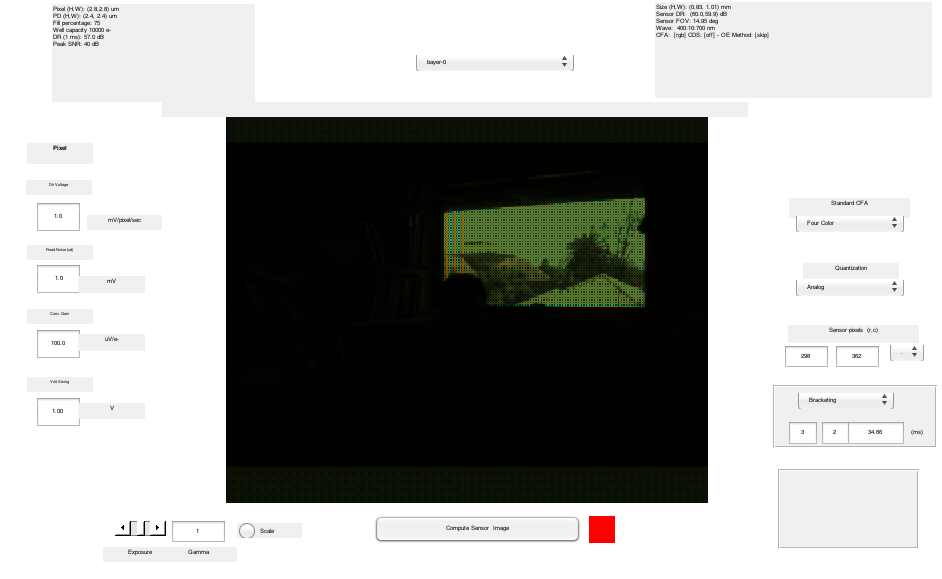 Pixel (H,W): (2.8,2.8) um
PD (H,W): (2.4, 2.4) um
Fill percentage: 75
Well capacity 10000 e-
DR (1 ms): 57.0 dB
Peak SNR: 40 dB
bayer-0
Size (H,W): (0.83, 1.01) mm
Sensor DR: (60.0,59.9) dB
Sensor FOV: 14.95 deg
Wave: 400:10:700 nm
CFA: [rgb] CDS: [off] - OE Method: [skip]
Pixel
Dk Voltage
1.0 mV/pixel/sec
Read Noise (sd)
1.0 mV
Conv. Gain
100.0 uV/e-
Volt Swing
1.00 V
Standard CFA
Four Color
Quantization
Analog
Sensor pixels (r,c)
298 362 -
Bracketing
3 2 34.66 (ms)
1 Scale
Compute Sensor Image
Exposure Gamma